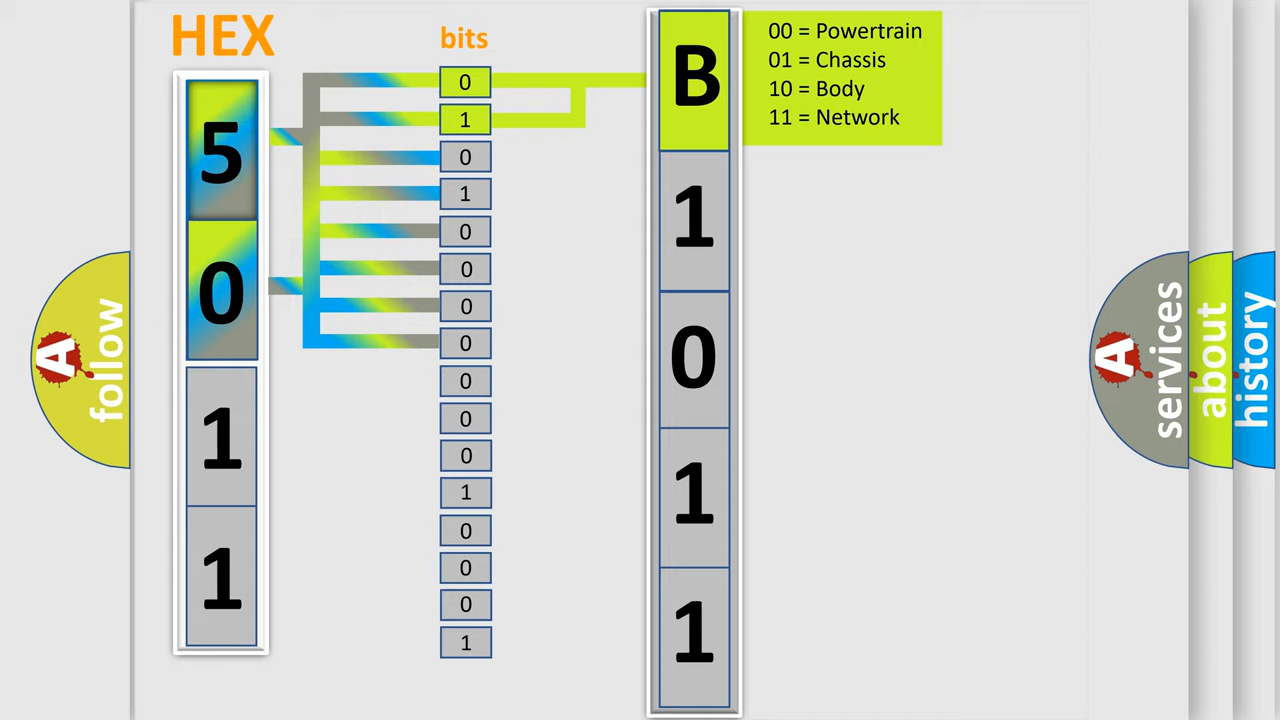 HEX
bits
5
0
1
1
0
1
0
1
0
0
0
0
0
0
0
1
0
0
0
1
B
1
0
1
1
00 = Powertrain
01 = Chassis
10 = Body
11 = Network
A
follow
A
services
about
history